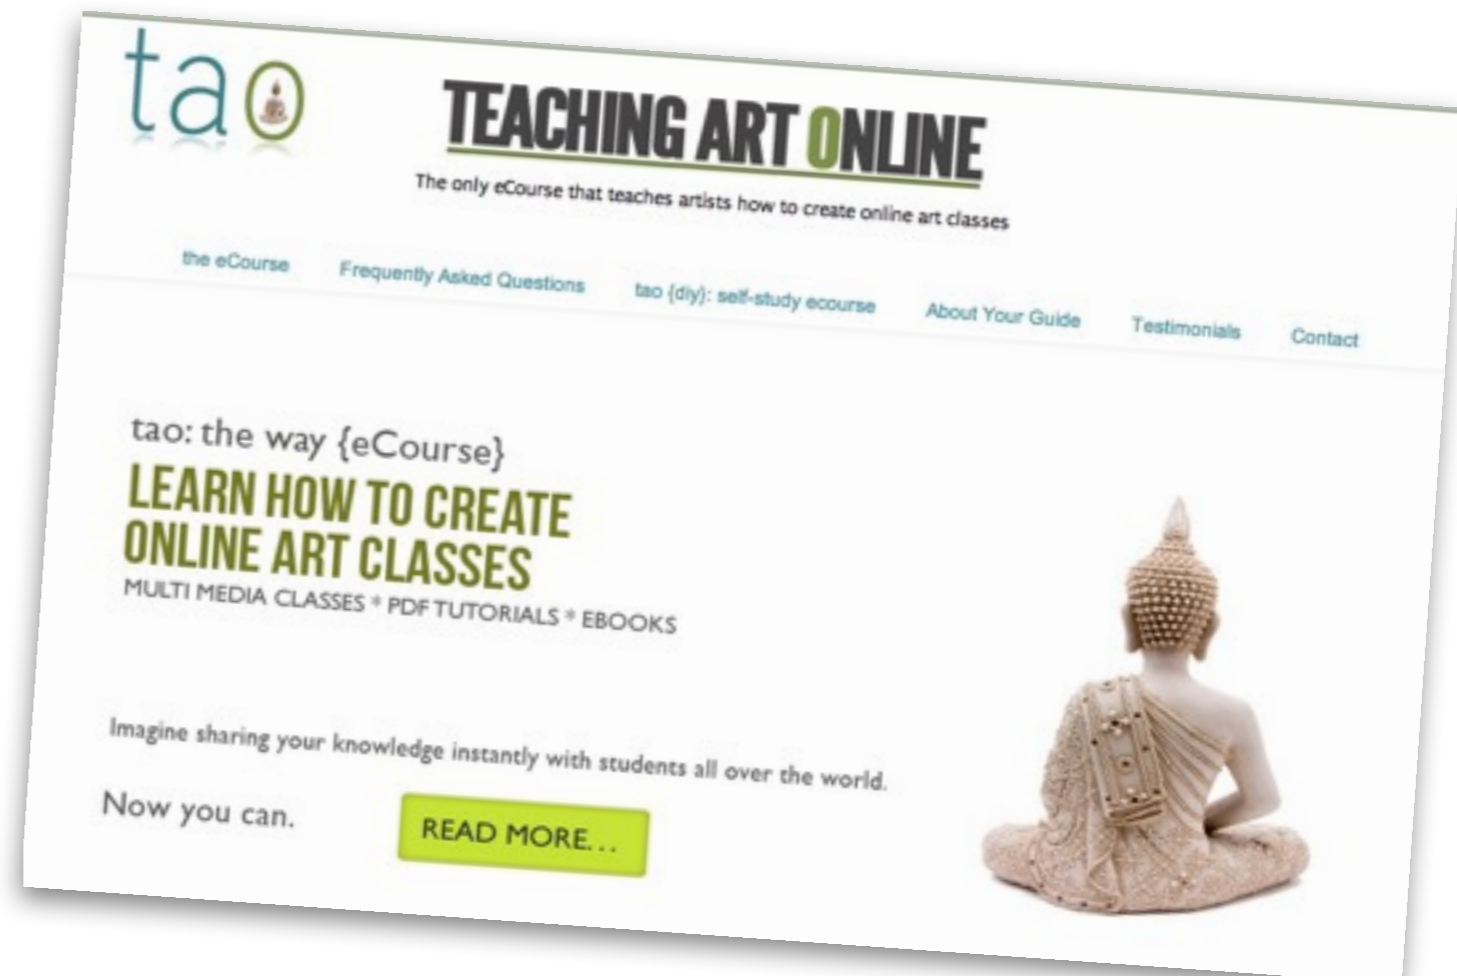 tao
TEACHING ART ONLINE
The only eCourse that teaches artists how to create online art classes
the eCourse Frequently Asked Questions tao {diy}: self-study ecourse About Your Guide Testimonials Contact
tao: the way {eCourse}
LEARN HOW TO CREATE
ONLINE ART CLASSES
MULTI MEDIA CLASSES * PDF TUTORIALS * EBOOKS
Imagine sharing your knowledge instantly with students all over the world.
Now you can. READ MORE...